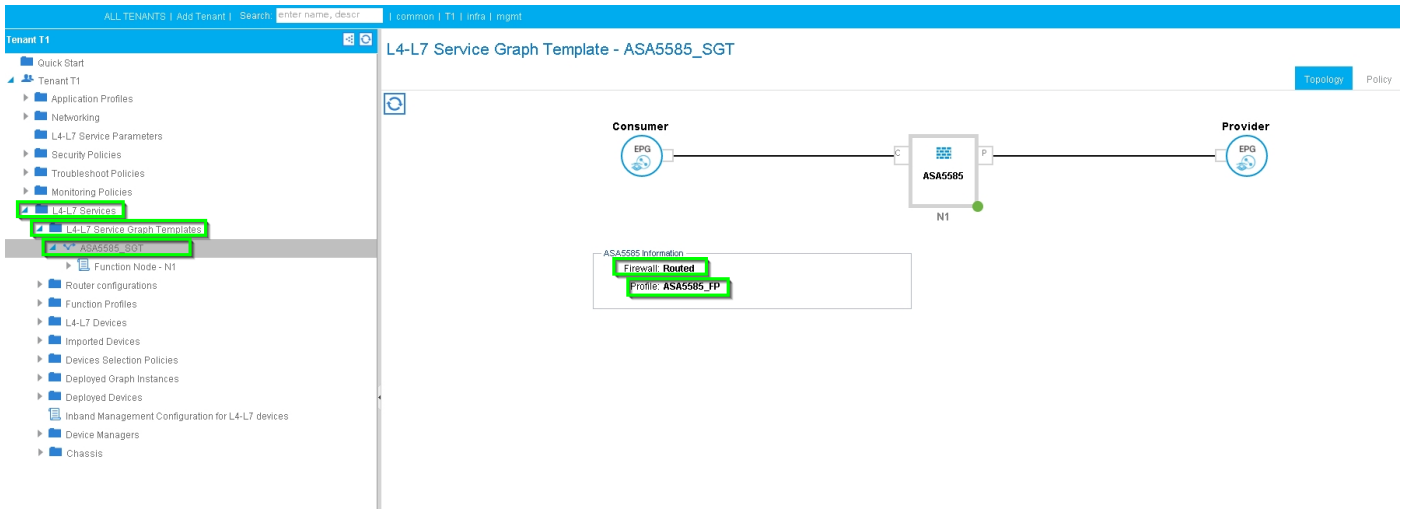 ALL TENANTS | Add Tenant | Search: enter name, descr | common | T1 | infra | mgmt
Tenant T1
Quick Start
Tenant T1
Application Profiles
Networking
L4-L7 Service Parameters
Security Policies
Troubleshoot Policies
Monitoring Policies
L4-L7 Services
L4-L7 Service Graph Templates
ASA5585_SGT
Function Node - N1
Router configurations
Function Profiles
L4-L7 Devices
Imported Devices
Devices Selection Policies
Deployed Graph Instances
Deployed Devices
Inband Management Configuration for L4-L7 devices
Device Managers
Chassis
L4-L7 Service Graph Template - ASA5585_SGT
Topology Policy
Consumer Provider
EPG C P EPG
ASA5585
N1
ASA5585 Information
Firewall: Routed
Profile: ASA5585_FP